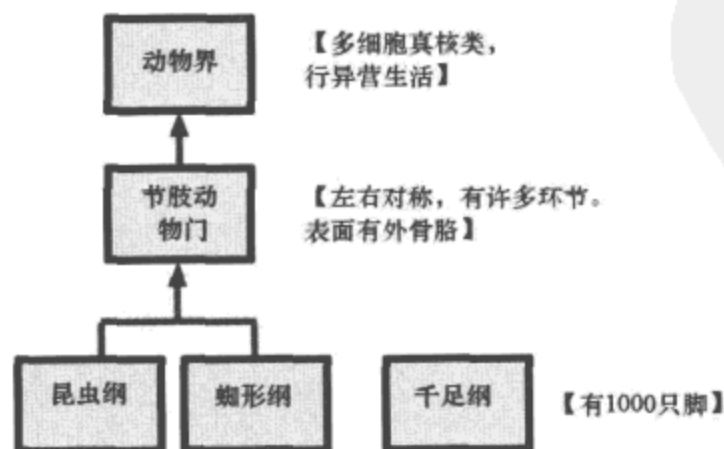 动物界
【多细胞真核类，
行异营生活】
节肢动
物门
【左右对称，有许多环节。
表面有外骨胳】
昆虫纲
蜘形纲
千足纲
【有1000只脚】